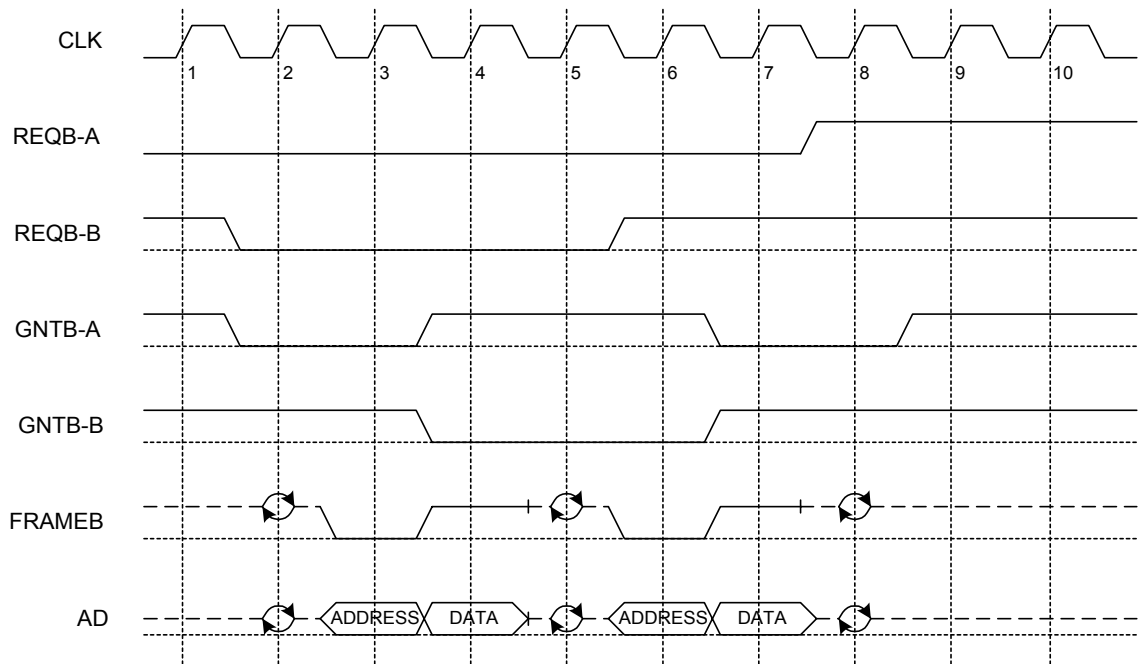 CLK
1 2 3 4 5 6 7 8 9 10
REQB-A
REQB-B
GNTB-A
GNTB-B
FRAMEB
AD ADDRESS DATA ADDRESS DATA